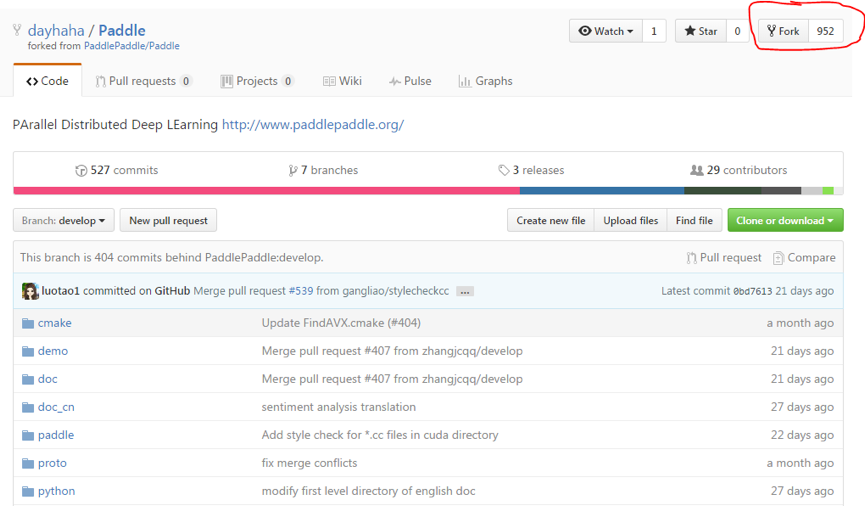 dayhaha / Paddle
forked from PaddlePaddle/Paddle
Watch 1 Star 0 Fork 952
Code Pull requests 0 Projects 0 Wiki Pulse Graphs
PArallel Distributed Deep LEarning http://www.paddlepaddle.org/
527 commits 7 branches 3 releases 29 contributors
Branch: develop New pull request Create new file Upload files Find file Clone or download
This branch is 404 commits behind PaddlePaddle:develop. Pull request Compare
luotao1 committed on GitHub Merge pull request #539 from gangliao/stylecheckcc ... Latest commit 0bd7613 21 days ago
cmake Update FindAVX.cmake (#404) a month ago
demo Merge pull request #407 from zhangjcqq/develop 21 days ago
doc Merge pull request #407 from zhangjcqq/develop 21 days ago
doc_cn sentiment analysis translation 27 days ago
paddle Add style check for *.cc files in cuda directory 22 days ago
proto fix merge conflicts a month ago
python modify first level directory of english doc 27 days ago